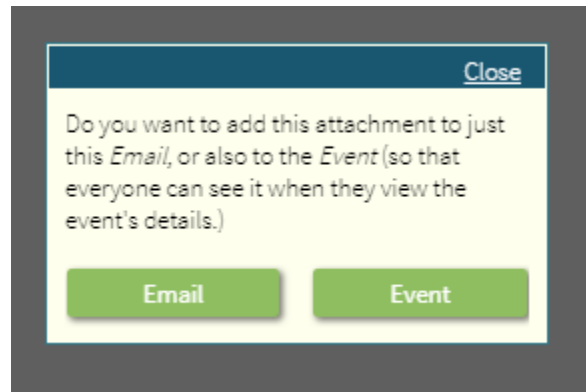 Close
Do you want to add this attachment to just
this Email, or also to the Event (so that
everyone can see it when they view the
event's details.)
Email Event